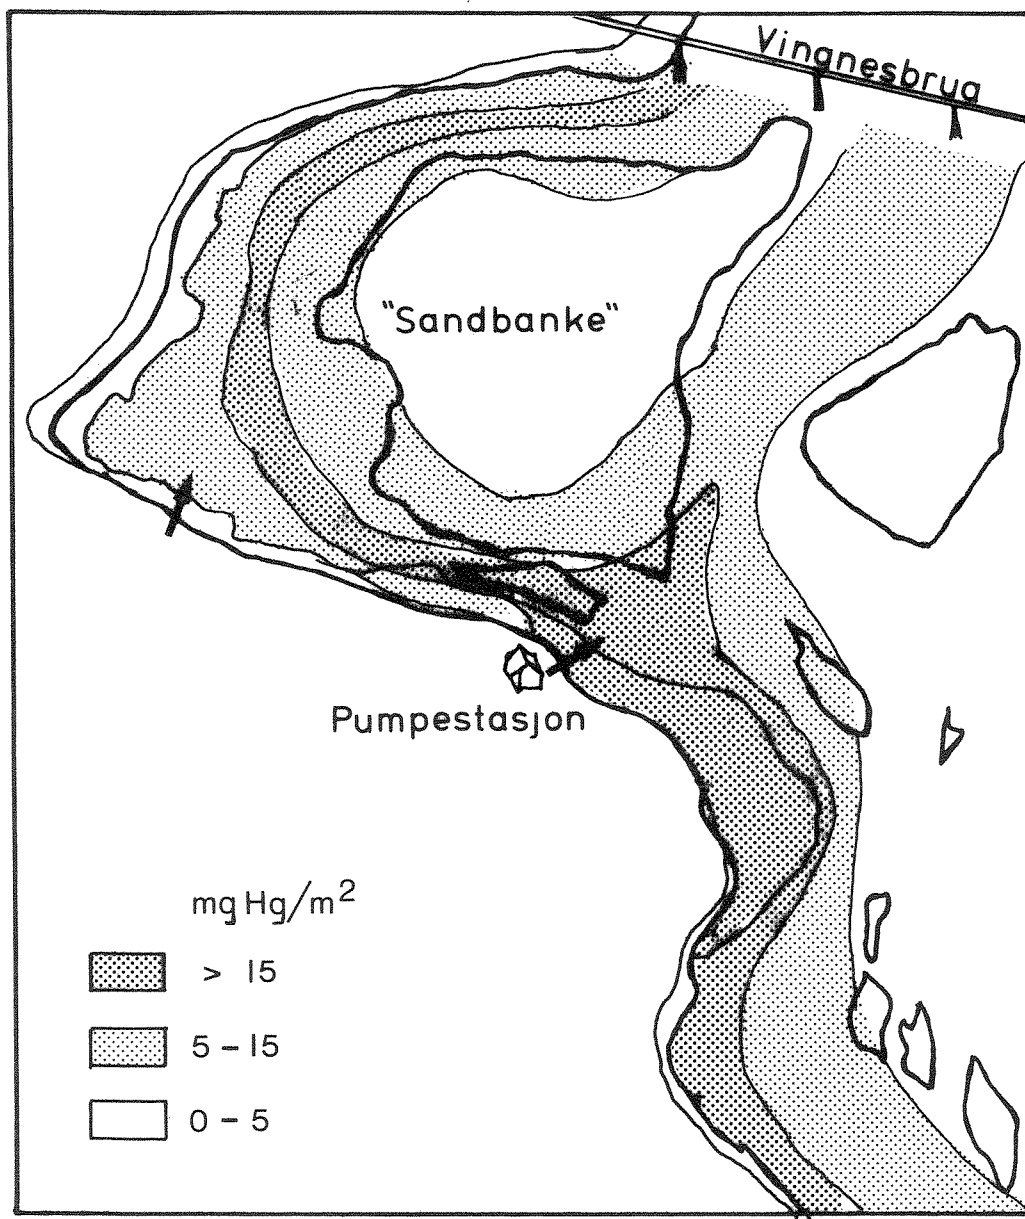 Vingnesbrua
"Sandbanke"
Pumpestasjon
mg Hg/m²
> 15
5 – 15
0 – 5